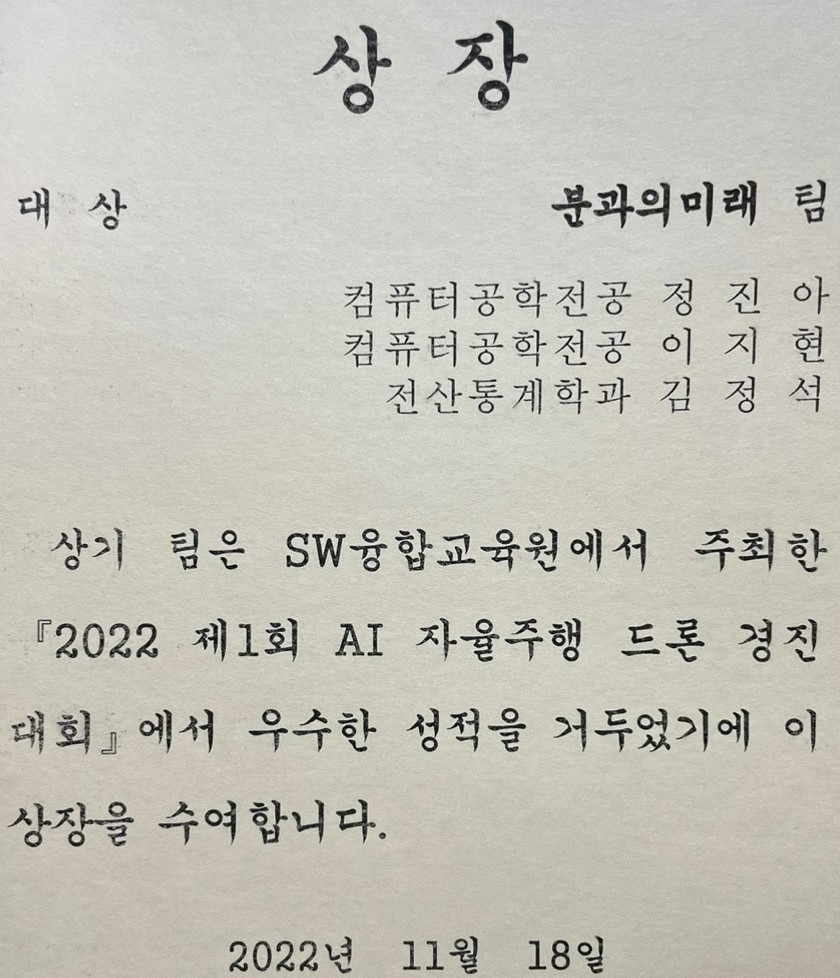 상 장
대 상 분과의미래 팀
컴퓨터공학전공 정 진 아
컴퓨터공학전공 이 지 현
전산통계학과 김 정 석
상기 팀은 SW융합교육원에서 주최한
『2022 제1회 AI 자율주행 드론 경진
대회』에서 우수한 성적을 거두었기에 이
상장을 수여합니다.
2022년 11월 18일